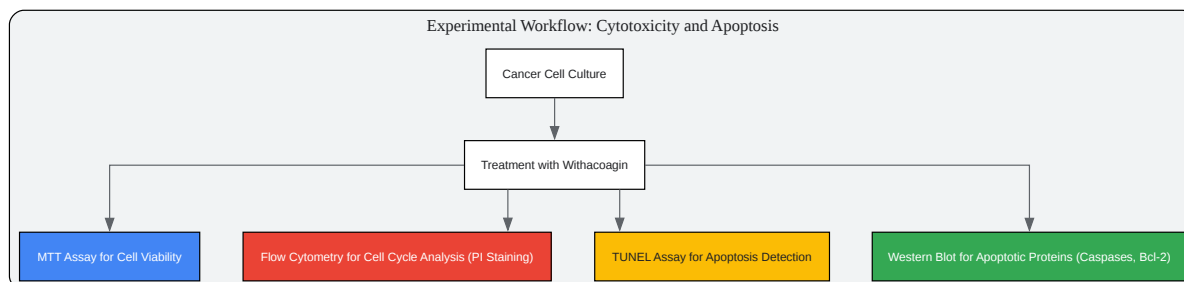 Experimental Workflow: Cytotoxicity and Apoptosis
Cancer Cell Culture
Treatment with Withacoagin
MTT Assay for Cell Viability
Flow Cytometry for Cell Cycle Analysis (PI Staining)
TUNEL Assay for Apoptosis Detection
Western Blot for Apoptotic Proteins (Caspases, Bcl-2)